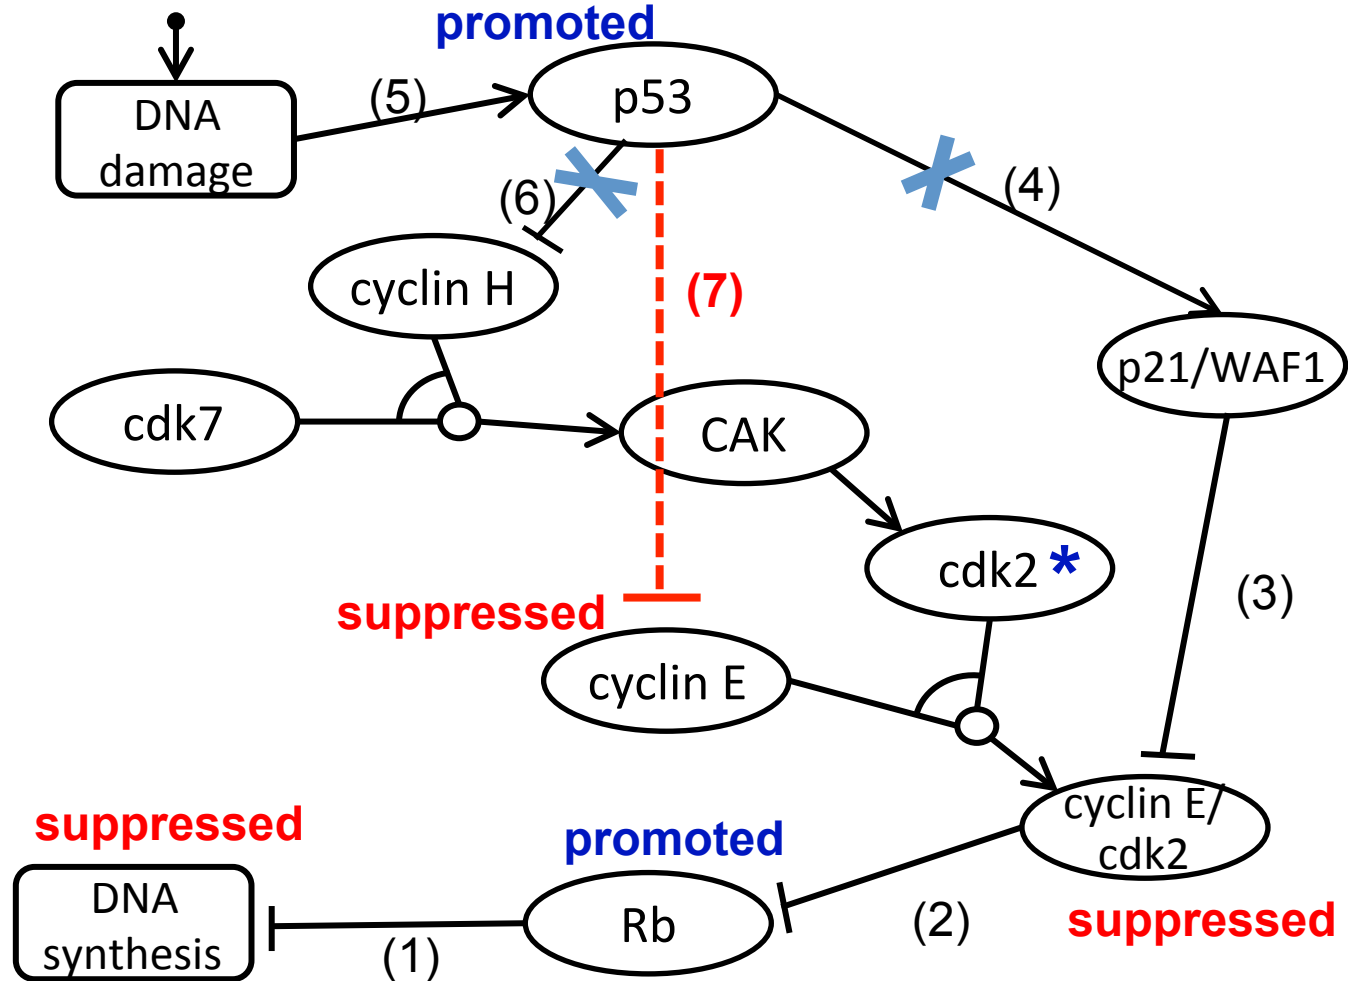 promoted
DNA
damage
(5)
p53
(6)
(4)
cyclin H
(7)
p21/WAF1
cdk7
CAK
cdk2 *
(3)
suppressed
cyclin E
cyclin E/
cdk2
suppressed
promoted
suppressed
DNA
synthesis
(1)
Rb
(2)